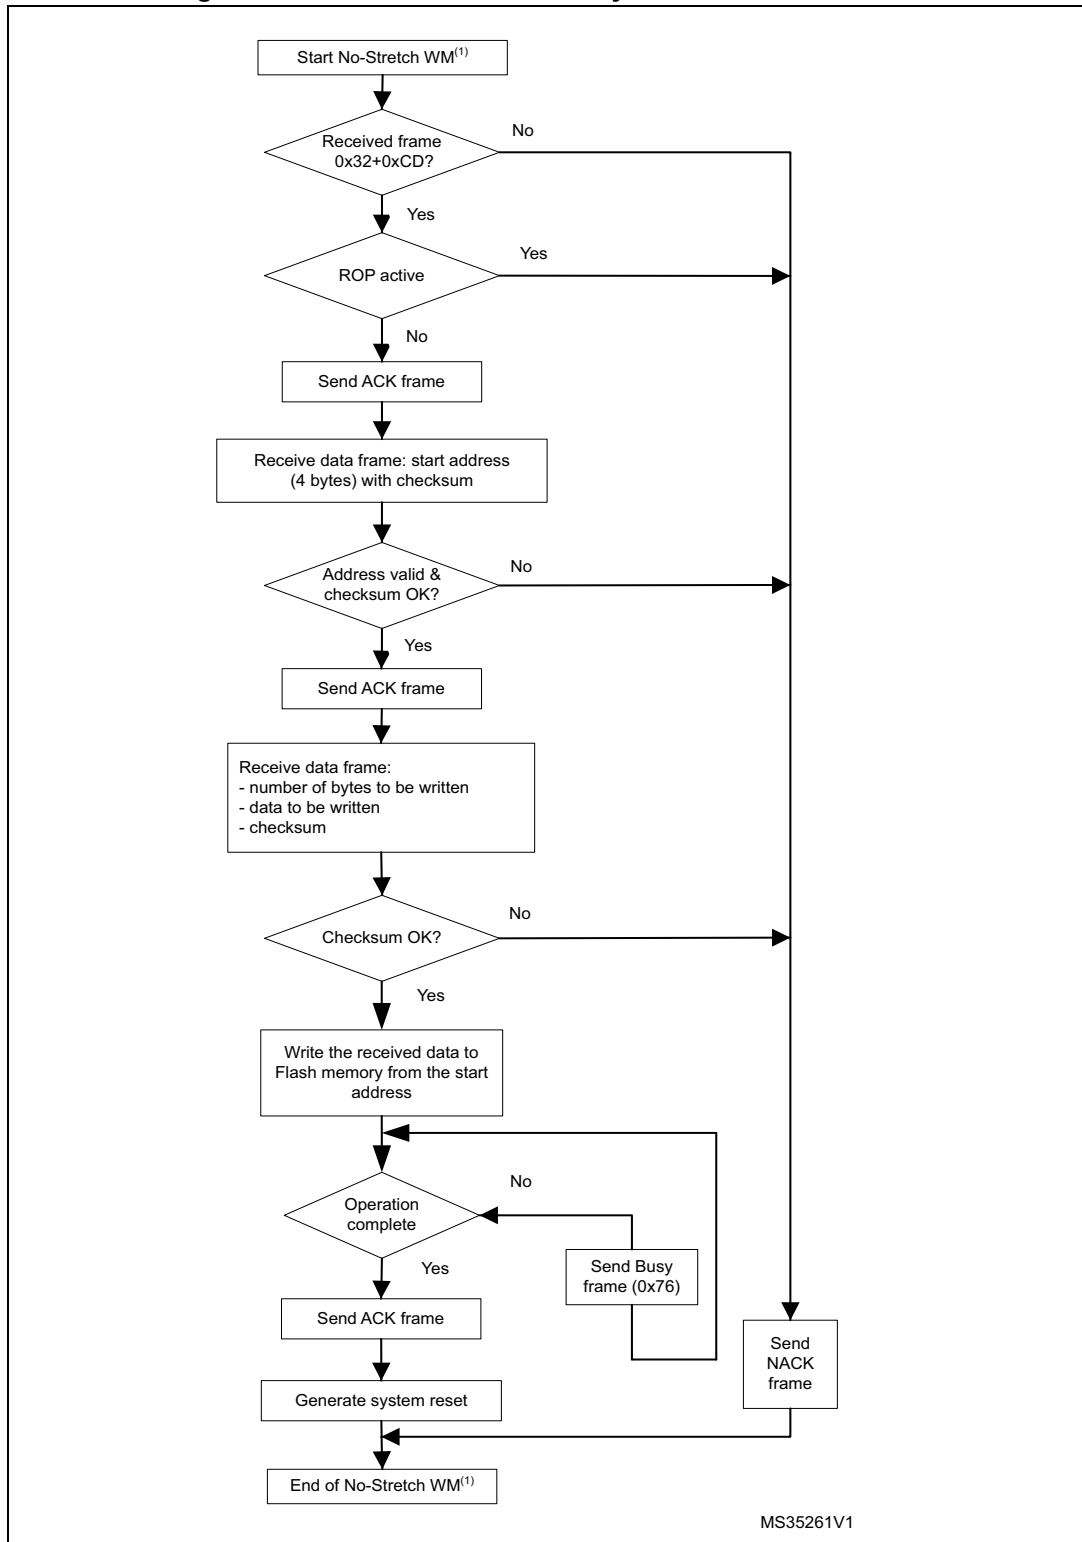 Start No-Stretch WM(1)
No
Received frame
0x32+0xCD?
Yes
Yes
ROP active
No
Send ACK frame
Receive data frame: start address
(4 bytes) with checksum
No
Address valid &
checksum OK?
Yes
Send ACK frame
Receive data frame:
- number of bytes to be written
- data to be written
- checksum
No
Checksum OK?
Yes
Write the received data to
Flash memory from the start
address
No
Operation
complete
Yes
Send Busy
frame (0x76)
Send ACK frame
Send
NACK
frame
Generate system reset
End of No-Stretch WM(1)
MS35261V1